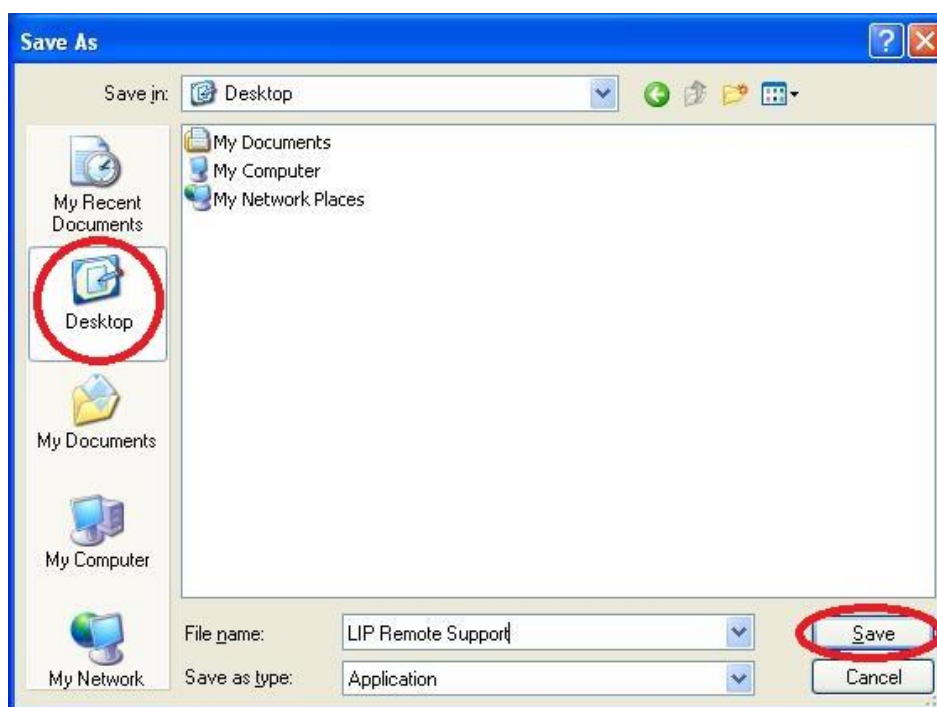 Save As
Save in:
Desktop
My Documents
My Computer
My Network Places
My Recent
Documents
Desktop
My Documents
My Computer
My Network
File name:
LIP Remote Support
Save
Save as type:
Application
Cancel